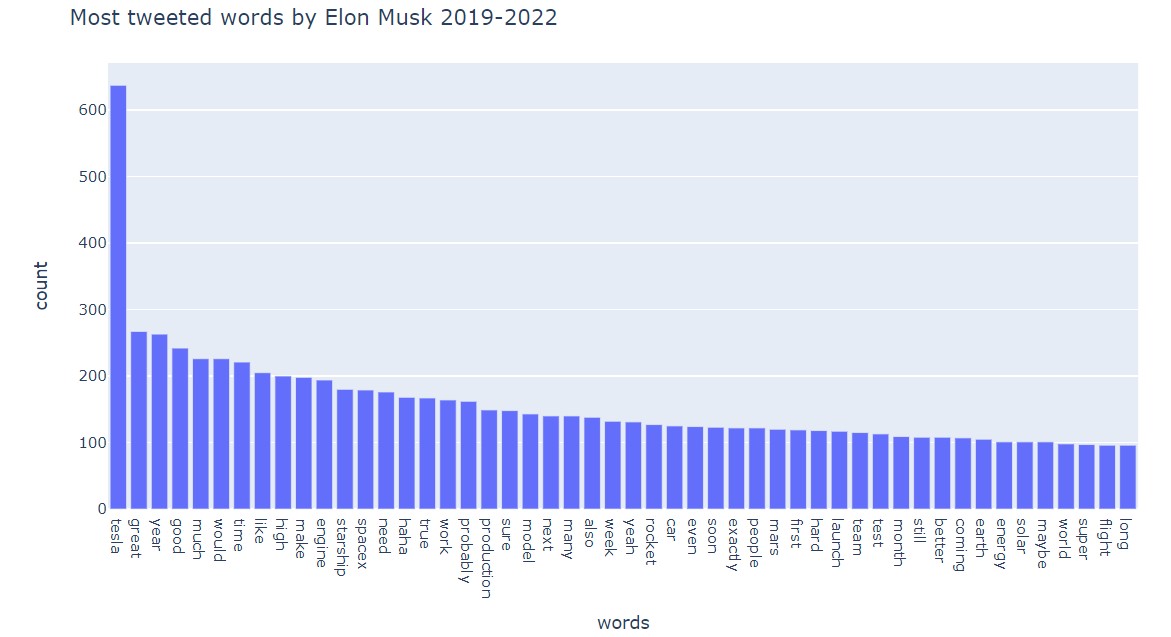 Most tweeted words by Elon Musk 2019-2022
600
500
400
300
200
100
0
count
tesla
great
year
good
much
would
time
like
high
make
engine
starship
spacex
need
haha
true
work
probably
production
sure
model
next
many
also
week
yeah
rocket
car
even
soon
exactly
people
mars
first
hard
launch
team
test
month
still
better
coming
earth
energy
solar
maybe
world
super
flight
long
words